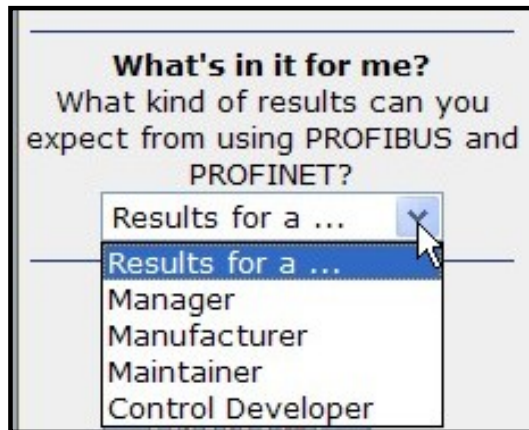 What's in it for me?
What kind of results can you
expect from using PROFIBUS and
PROFINET?
Results for a ...
Results for a ...
Manager
Manufacturer
Maintainer
Control Developer